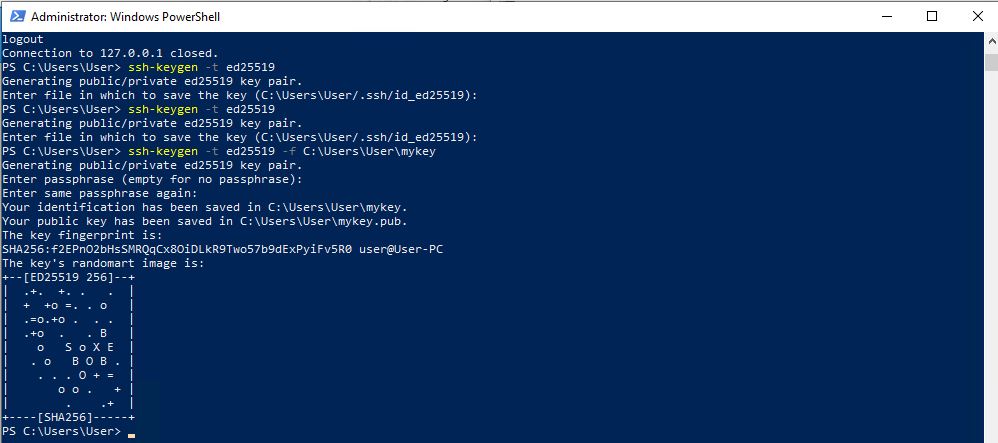 Administrator: Windows PowerShell
logout
Connection to 127.0.0.1 closed.
PS C:\Users\User> ssh-keygen -t ed25519
Generating public/private ed25519 key pair.
Enter file in which to save the key (C:\Users\User/.ssh/id_ed25519):
PS C:\Users\User> ssh-keygen -t ed25519
Generating public/private ed25519 key pair.
Enter file in which to save the key (C:\Users\User/.ssh/id_ed25519):
PS C:\Users\User> ssh-keygen -t ed25519 -f C:\Users\User\mykey
Generating public/private ed25519 key pair.
Enter passphrase (empty for no passphrase):
Enter same passphrase again:
Your identification has been saved in C:\Users\User\mykey.
Your public key has been saved in C:\Users\User\mykey.pub.
The key fingerprint is:
SHA256:f2EPnO2bHsSMRQqCx8OiDLkR9Two57b9dExPyiFv5R0 user@User-PC
The key's randomart image is:
+--[ED25519 256]--+
|  .+.  +. .   .  |
|  +  +o =. . o   |
|  .=o.+o .  . .  |
|  .+o  .   . B   |
|    o   S o X E  |
|   . o   B O B . |
|    . . . O + =  |
|       o o .   + |
|        .    .+  |
+----[SHA256]-----+
PS C:\Users\User>